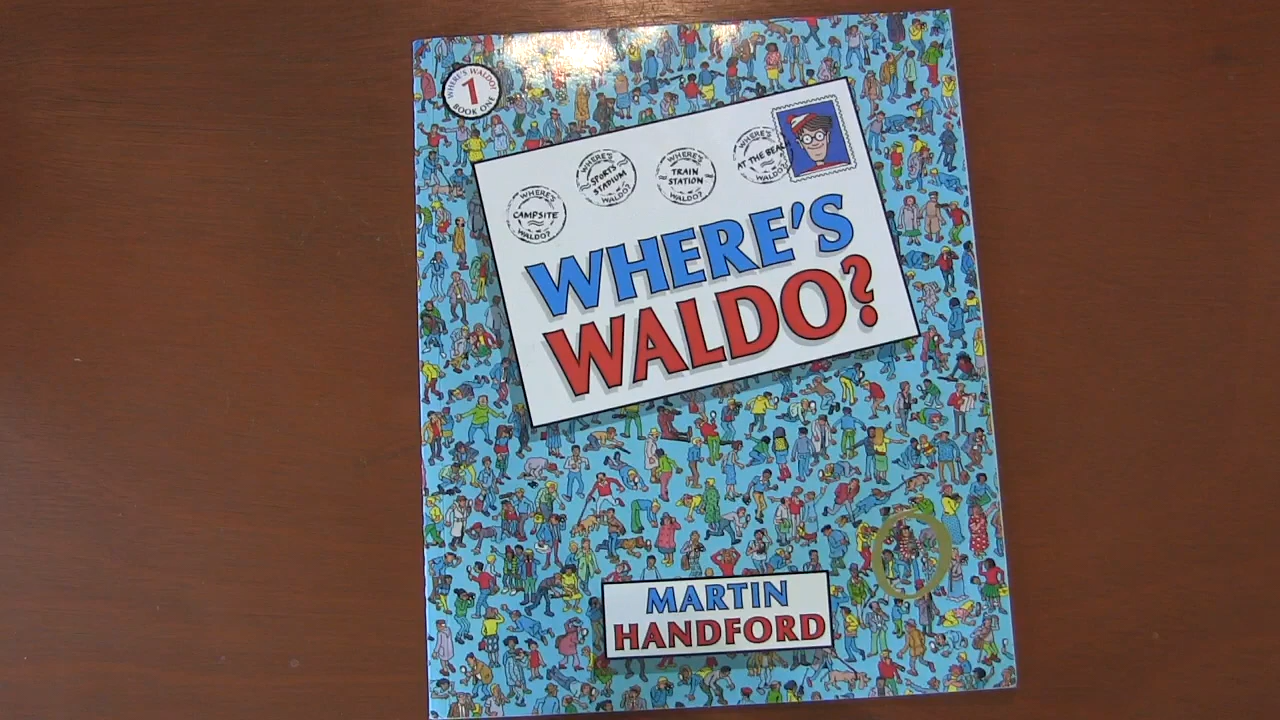 WHERE'S WALDO?
1
BOOK ONE
WHERE'S
CAMPSITE
WALDO?
WHERE'S
SPORTS
STADIUM
WALDO?
WHERE'S
TRAIN
STATION
WALDO?
WHERE'S
AT THE BEACH
WALDO?
WHERE'S
WALDO?
MARTIN
HANDFORD